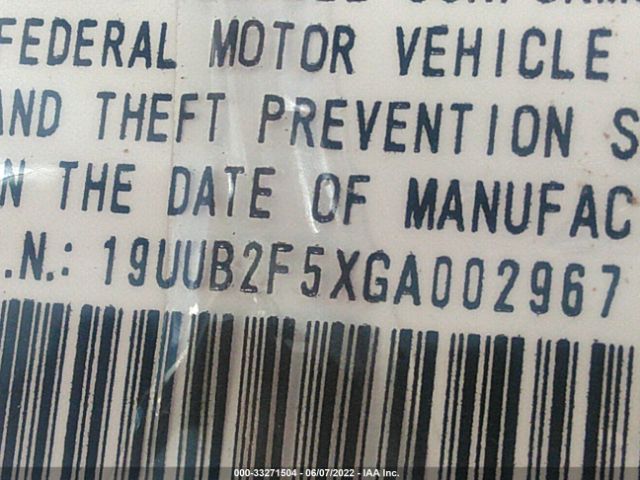 FEDERAL MOTOR VEHICLE
AND THEFT PREVENTION S
N THE DATE OF MANUFAC
.N.: 19UUB2F5XGA002967
000-33271504 - 06/07/2022 - IAA Inc.